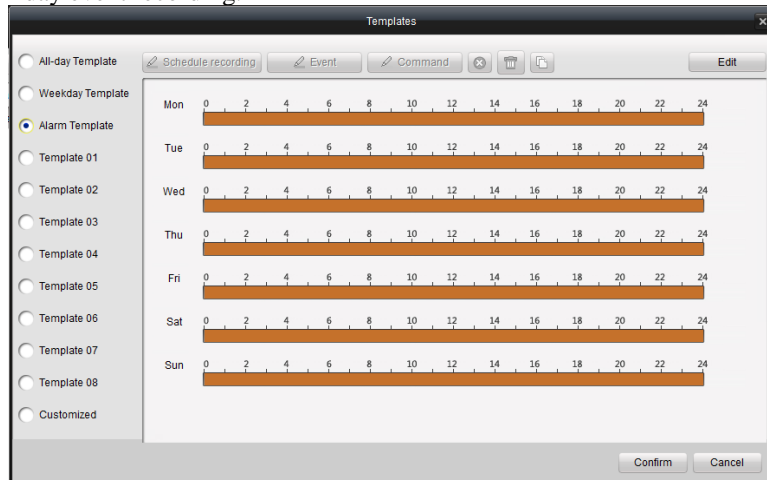 Templates
All-day Template
Schedule recording Event Command Edit
Weekday Template
Alarm Template
Template 01
Template 02
Template 03
Template 04
Template 05
Template 06
Template 07
Template 08
Customized
Mon 0 2 4 6 8 10 12 14 16 18 20 22 24
Tue 0 2 4 6 8 10 12 14 16 18 20 22 24
Wed 0 2 4 6 8 10 12 14 16 18 20 22 24
Thu 0 2 4 6 8 10 12 14 16 18 20 22 24
Fri 0 2 4 6 8 10 12 14 16 18 20 22 24
Sat 0 2 4 6 8 10 12 14 16 18 20 22 24
Sun 0 2 4 6 8 10 12 14 16 18 20 22 24
Confirm Cancel